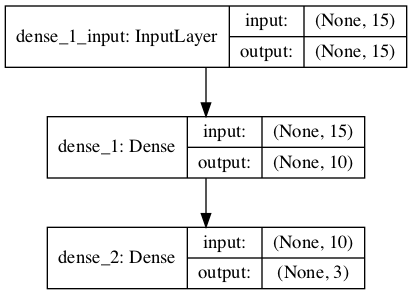 dense_1_input: InputLayer
input: (None, 15)
output: (None, 15)
dense_1: Dense
input: (None, 15)
output: (None, 10)
dense_2: Dense
input: (None, 10)
output: (None, 3)